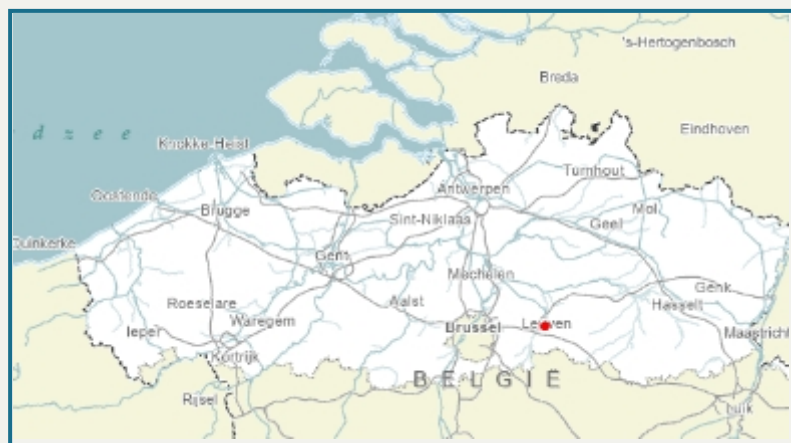 's-Hertogenbosch
Breda
d z e e
Eindhoven
Knokke-Heist
Turnhout
Oostende
Antwerpen
Mol
Brugge
Sint-Niklaas
Geel
Duinkerke
Gent
Mechelen
Genk
Roeselare
Aalst
Hasselt
Waregem
Leuven
Ieper
Brussel
Maastricht
Kortrijk
BELGIË
Rijsel
Luik